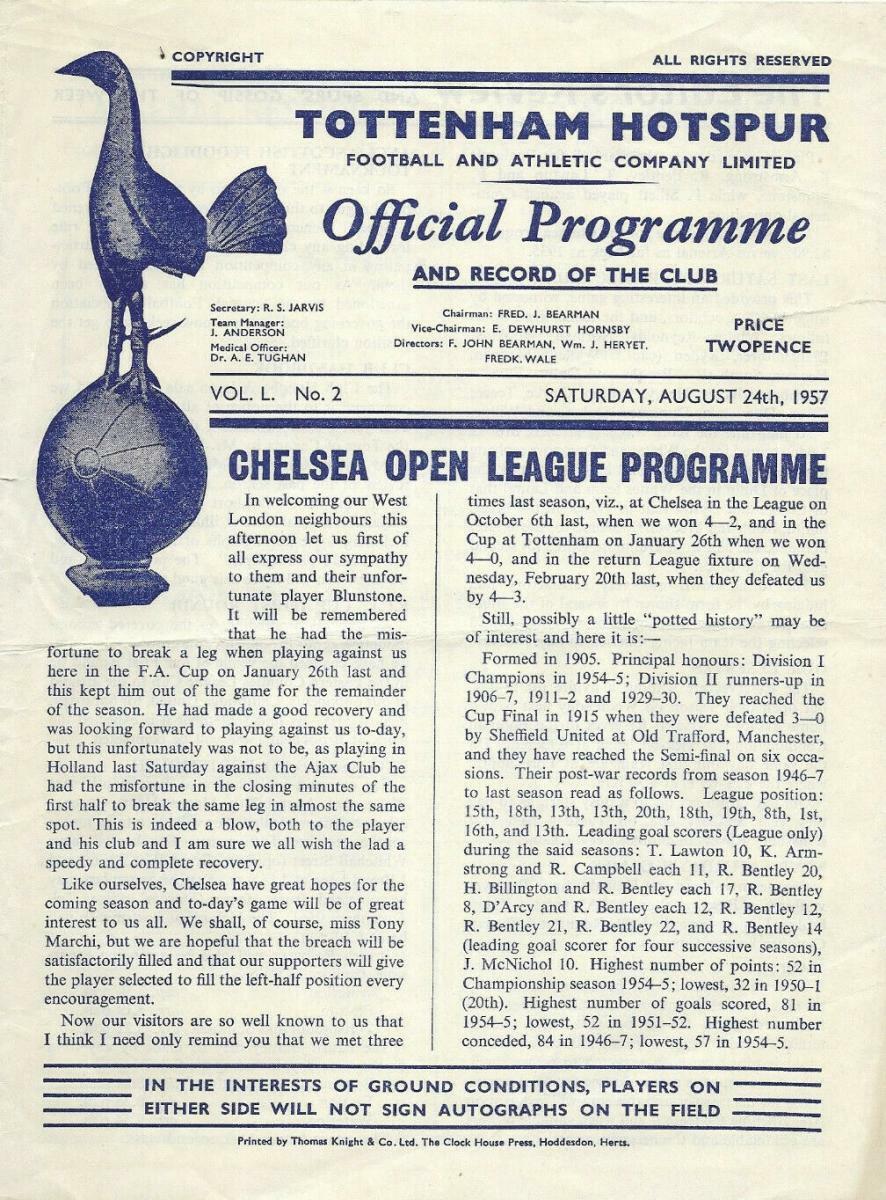 COPYRIGHT
ALL RIGHTS RESERVED
TOTTENHAM HOTSPUR
FOOTBALL AND ATHLETIC COMPANY LIMITED
Official Programme
AND RECORD OF THE CLUB
Secretary: R. S. JARVIS
Team Manager:
J. ANDERSON
Medical Officer:
Dr. A. E. TUGHAN
Chairman: FRED. J. BEARMAN
Vice-Chairman: E. DEWHURST HORNSBY
Directors: F. JOHN BEARMAN, Wm. J. HERYET,
FREDK. WALE
PRICE
TWOPENCE
VOL. L. No. 2
SATURDAY, AUGUST 24th, 1957
CHELSEA OPEN LEAGUE PROGRAMME
In welcoming our West
London neighbours this
afternoon let us first of
all express our sympathy
to them and their unfor-
tunate player Blunstone.
It will be remembered
that he had the mis-
fortune to break a leg when playing against us
here in the F.A. Cup on January 26th last and
this kept him out of the game for the remainder
of the season. He had made a good recovery and
was looking forward to playing against us to-day,
but this unfortunately was not to be, as playing in
Holland last Saturday against the Ajax Club he
had the misfortune in the closing minutes of the
first half to break the same leg in almost the same
spot. This is indeed a blow, both to the player
and his club and I am sure we all wish the lad a
speedy and complete recovery.
Like ourselves, Chelsea have great hopes for the
coming season and to-day's game will be of great
interest to us all. We shall, of course, miss Tony
Marchi, but we are hopeful that the breach will be
satisfactorily filled and that our supporters will give
the player selected to fill the left-half position every
encouragement.
Now our visitors are so well known to us that
I think I need only remind you that we met three
times last season, viz., at Chelsea in the League on
October 6th last, when we won 4—2, and in the
Cup at Tottenham on January 26th when we won
4—0, and in the return League fixture on Wed-
nesday, February 20th last, when they defeated us
by 4—3.
Still, possibly a little "potted history" may be
of interest and here it is:—
Formed in 1905. Principal honours: Division I
Champions in 1954-5; Division II runners-up in
1906-7, 1911-2 and 1929-30. They reached the
Cup Final in 1915 when they were defeated 3—0
by Sheffield United at Old Trafford, Manchester,
and they have reached the Semi-final on six occa-
sions. Their post-war records from season 1946-7
to last season read as follows. League position:
15th, 18th, 13th, 13th, 20th, 18th, 19th, 8th, 1st,
16th, and 13th. Leading goal scorers (League only)
during the said seasons: T. Lawton 10, K. Arm-
strong and R. Campbell each 11, R. Bentley 20,
H. Billington and R. Bentley each 17, R. Bentley
8, D'Arcy and R. Bentley each 12, R. Bentley 12,
R. Bentley 21, R. Bentley 22, and R. Bentley 14
(leading goal scorer for four successive seasons),
J. McNichol 10. Highest number of points: 52 in
Championship season 1954-5; lowest, 32 in 1950-1
(20th). Highest number of goals scored, 81 in
1954-5; lowest, 52 in 1951-52. Highest number
conceded, 84 in 1946-7; lowest, 57 in 1954-5.
IN THE INTERESTS OF GROUND CONDITIONS, PLAYERS ON
EITHER SIDE WILL NOT SIGN AUTOGRAPHS ON THE FIELD
Printed by Thomas Knight & Co. Ltd. The Clock House Press, Hoddesdon, Herts.